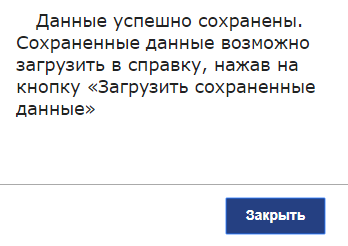 Данные успешно сохранены.
Сохраненные данные возможно
загрузить в справку, нажав на
кнопку «Загрузить сохраненные
данные»
Закрыть